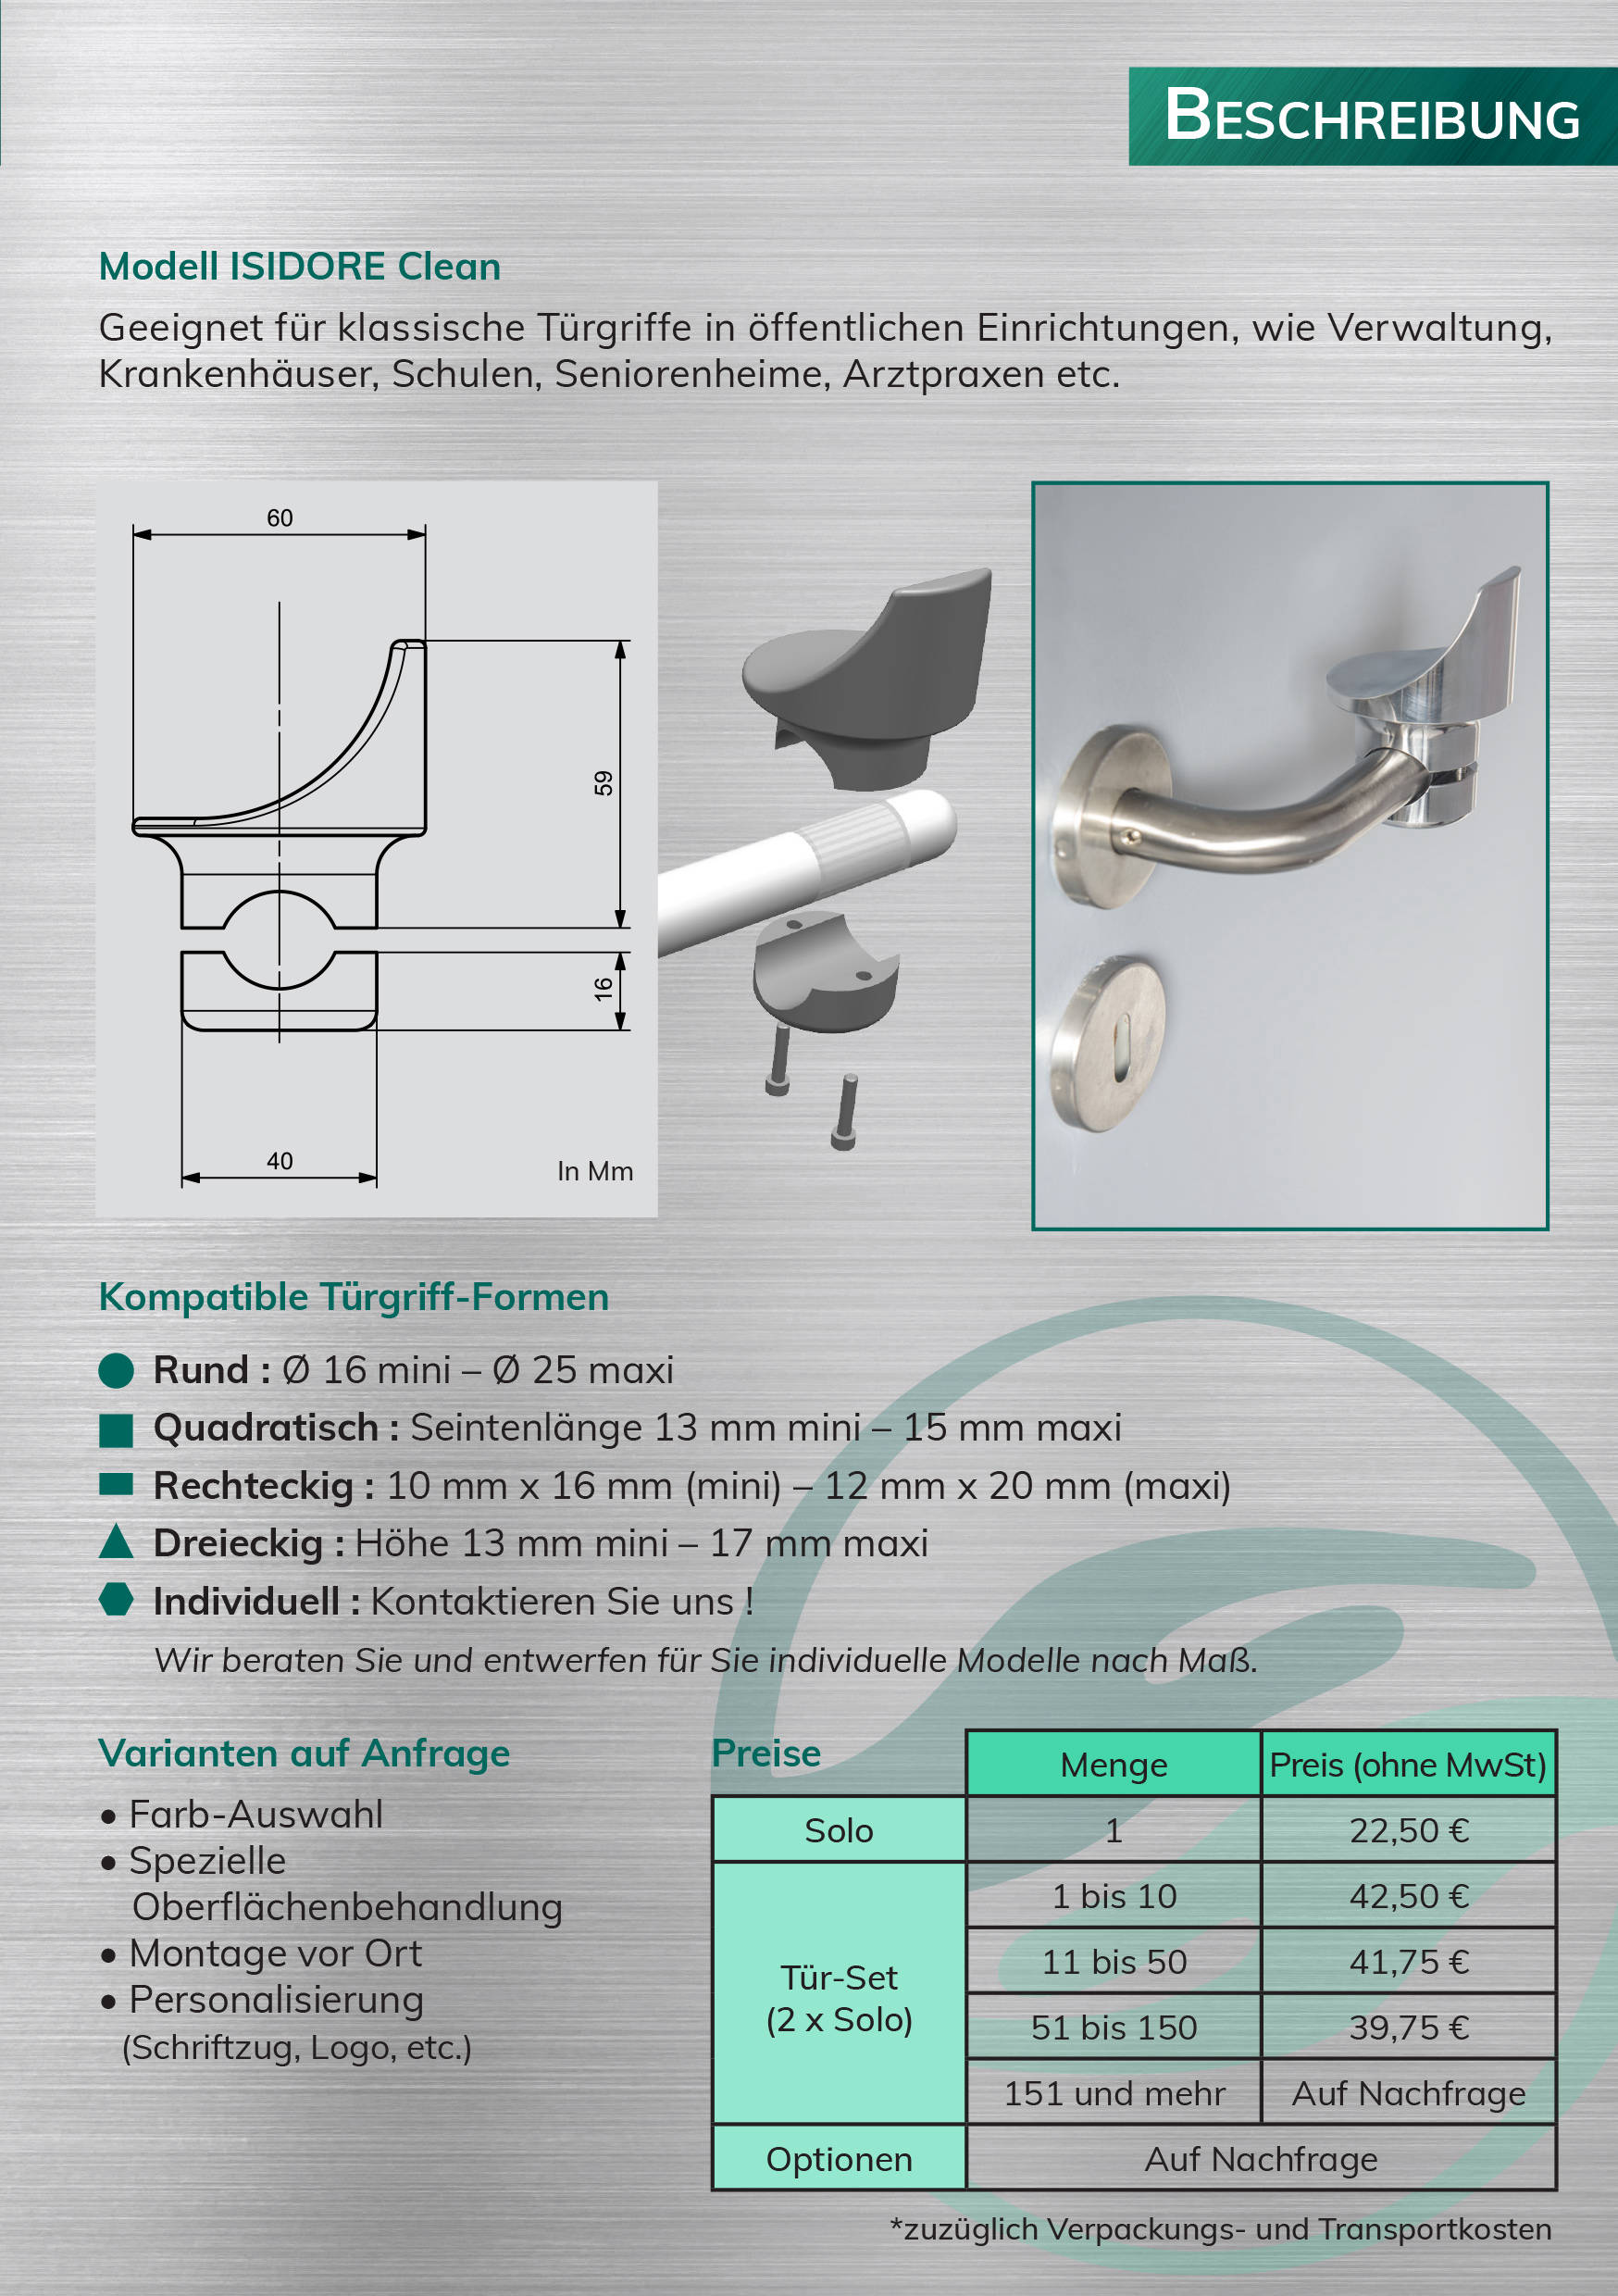 BESCHREIBUNG
Modell ISIDORE Clean
Geeignet für klassische Türgriffe in öffentlichen Einrichtungen, wie Verwaltung,
Krankenhäuser, Schulen, Seniorenheime, Arztpraxen etc.
60
59
16
40
In Mm
Kompatible Türgriff-Formen
Rund : Ø 16 mini – Ø 25 maxi
Quadratisch : Seintenlänge 13 mm mini – 15 mm maxi
Rechteckig : 10 mm x 16 mm (mini) – 12 mm x 20 mm (maxi)
Dreieckig : Höhe 13 mm mini – 17 mm maxi
Individuell : Kontaktieren Sie uns !
Wir beraten Sie und entwerfen für Sie individuelle Modelle nach Maß.
Varianten auf Anfrage
• Farb-Auswahl
• Spezielle
Oberflächenbehandlung
• Montage vor Ort
• Personalisierung
(Schriftzug, Logo, etc.)
Preise
Menge Preis (ohne MwSt)
Solo 1 22,50 €
Tür-Set
(2 x Solo)
1 bis 10 42,50 €
11 bis 50 41,75 €
51 bis 150 39,75 €
151 und mehr Auf Nachfrage
Optionen Auf Nachfrage
*zuzüglich Verpackungs- und Transportkosten